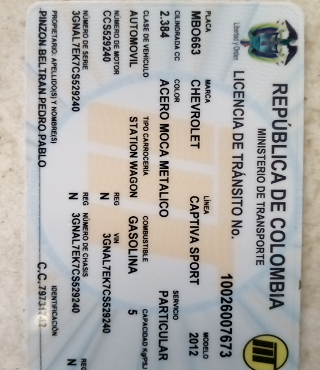 Libertad y Orden
REPÚBLICA DE COLOMBIA
MINISTERIO DE TRANSPORTE
LICENCIA DE TRÁNSITO No. 10026007673
PLACA MARCA LÍNEA MODELO
MBO663 CHEVROLET CAPTIVA SPORT 2012
CILINDRADA CC COLOR SERVICIO
2.384 ACERO MOCA METALICO PARTICULAR
CLASE DE VEHÍCULO TIPO CARROCERÍA COMBUSTIBLE CAPACIDAD Kg/PSJ
AUTOMOVIL STATION WAGON GASOLINA 5
NÚMERO DE MOTOR REG VIN
CCS529240 N 3GNAL7EK7CS529240
NÚMERO DE SERIE REG NÚMERO DE CHASIS REG
3GNAL7EK7CS529240 N 3GNAL7EK7CS529240 N
PROPIETARIO: APELLIDO(S) Y NOMBRE(S) IDENTIFICACIÓN
PINZON BELTRAN PEDRO PABLO C.C.